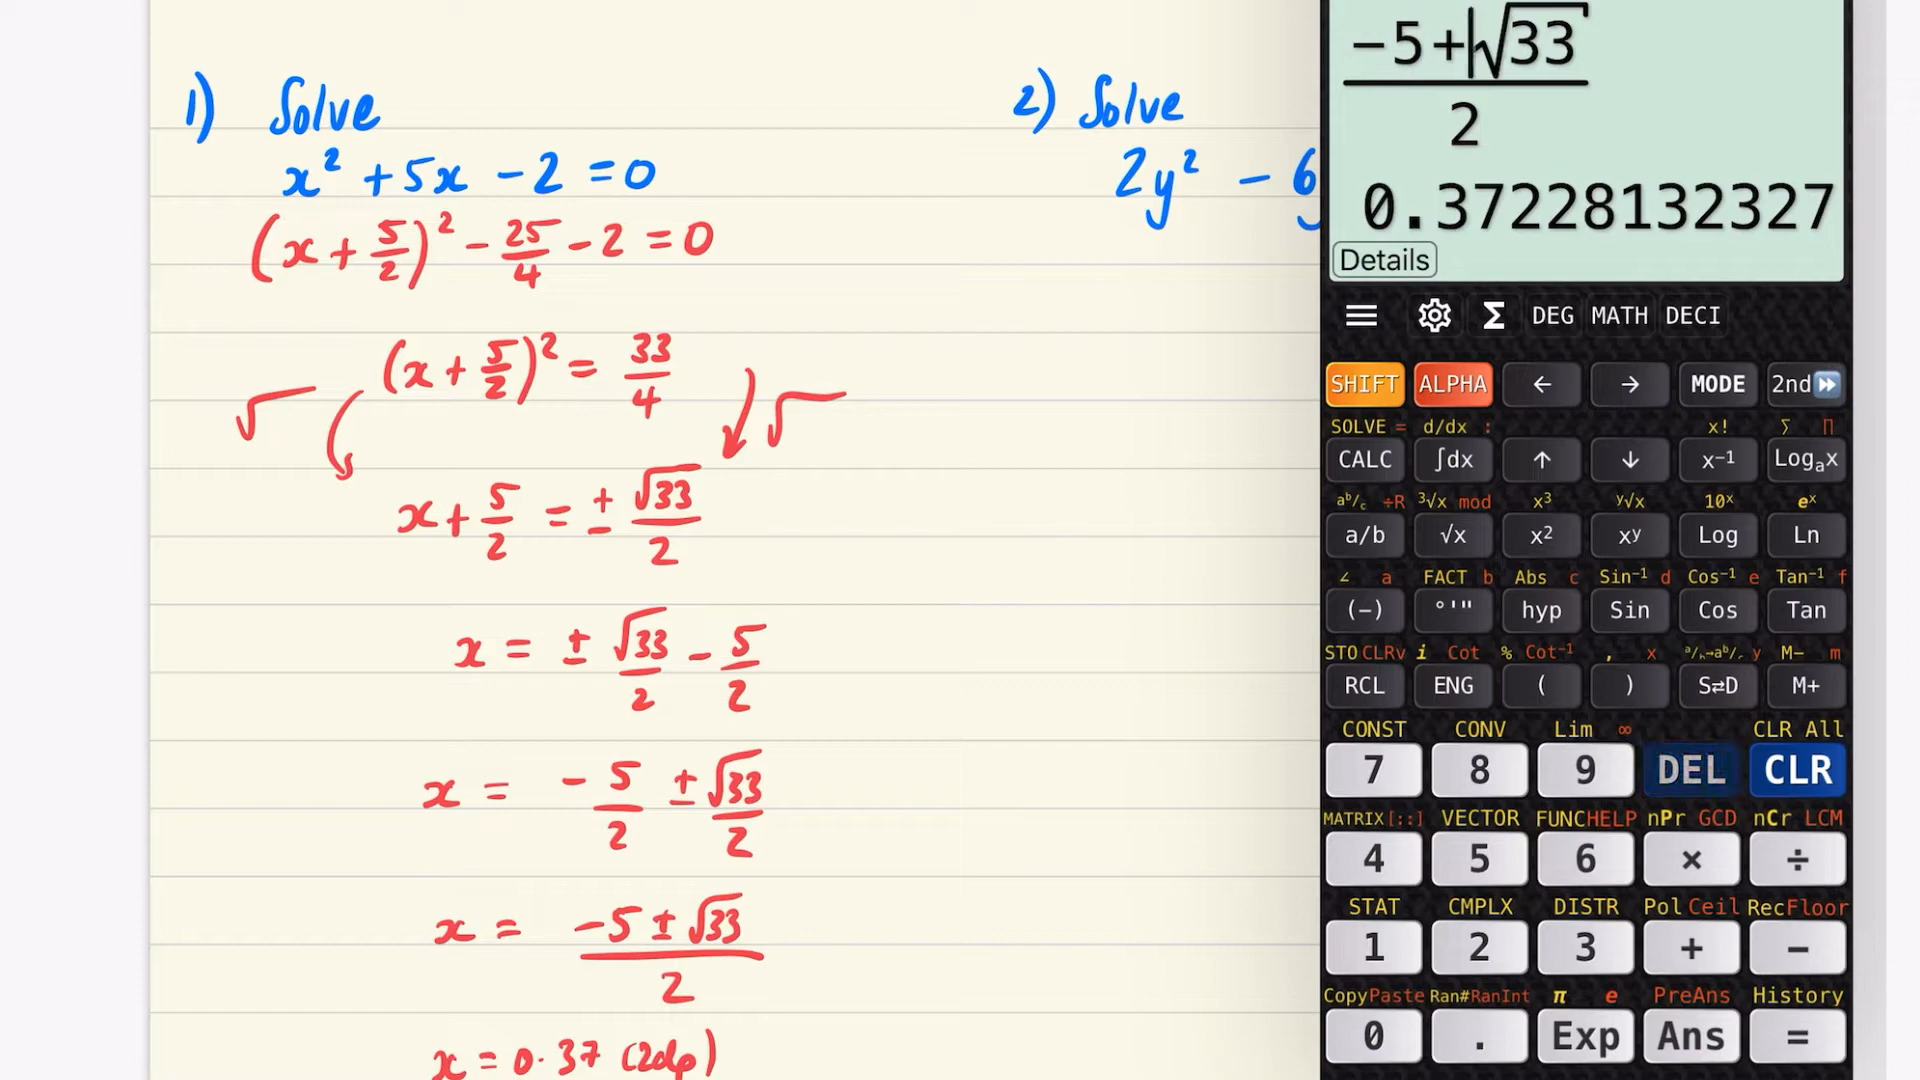 1) Solve
x² + 5x - 2 = 0
(x + 5/2)² - 25/4 - 2 = 0
(x + 5/2)² = 33/4
√ √
x + 5/2 = ± √33/2
x = ± √33/2 - 5/2
x = - 5/2 ± √33/2
x = (-5 ± √33)/2
x = 0.37 (2dp)
2) Solve
2y² - 6
(-5+√33)/2
0.37228132327
Details
Σ DEG MATH DECI
SHIFT ALPHA ← → MODE 2nd
SOLVE = d/dx : x! ∑ ∏
CALC ∫dx ↑ ↓ x⁻¹ Logₐx
aᵇ/c ÷R ³√x mod x³ ʸ√x 10ˣ eˣ
a/b √x x² xʸ Log Ln
∠ a FACT b Abs c Sin⁻¹ d Cos⁻¹ e Tan⁻¹ f
(−) °'" hyp Sin Cos Tan
STO CLRv i Cot % Cot⁻¹ , x y M− m
RCL ENG ( ) S⇄D M+
CONST CONV Lim ∞ CLR All
7 8 9 DEL CLR
MATRIX[::] VECTOR FUNC HELP nPr GCD nCr LCM
4 5 6 × ÷
STAT CMPLX DISTR Pol Ceil Rec Floor
1 2 3 + −
Copy Paste Ran# RanInt π e PreAns History
0 . Exp Ans =